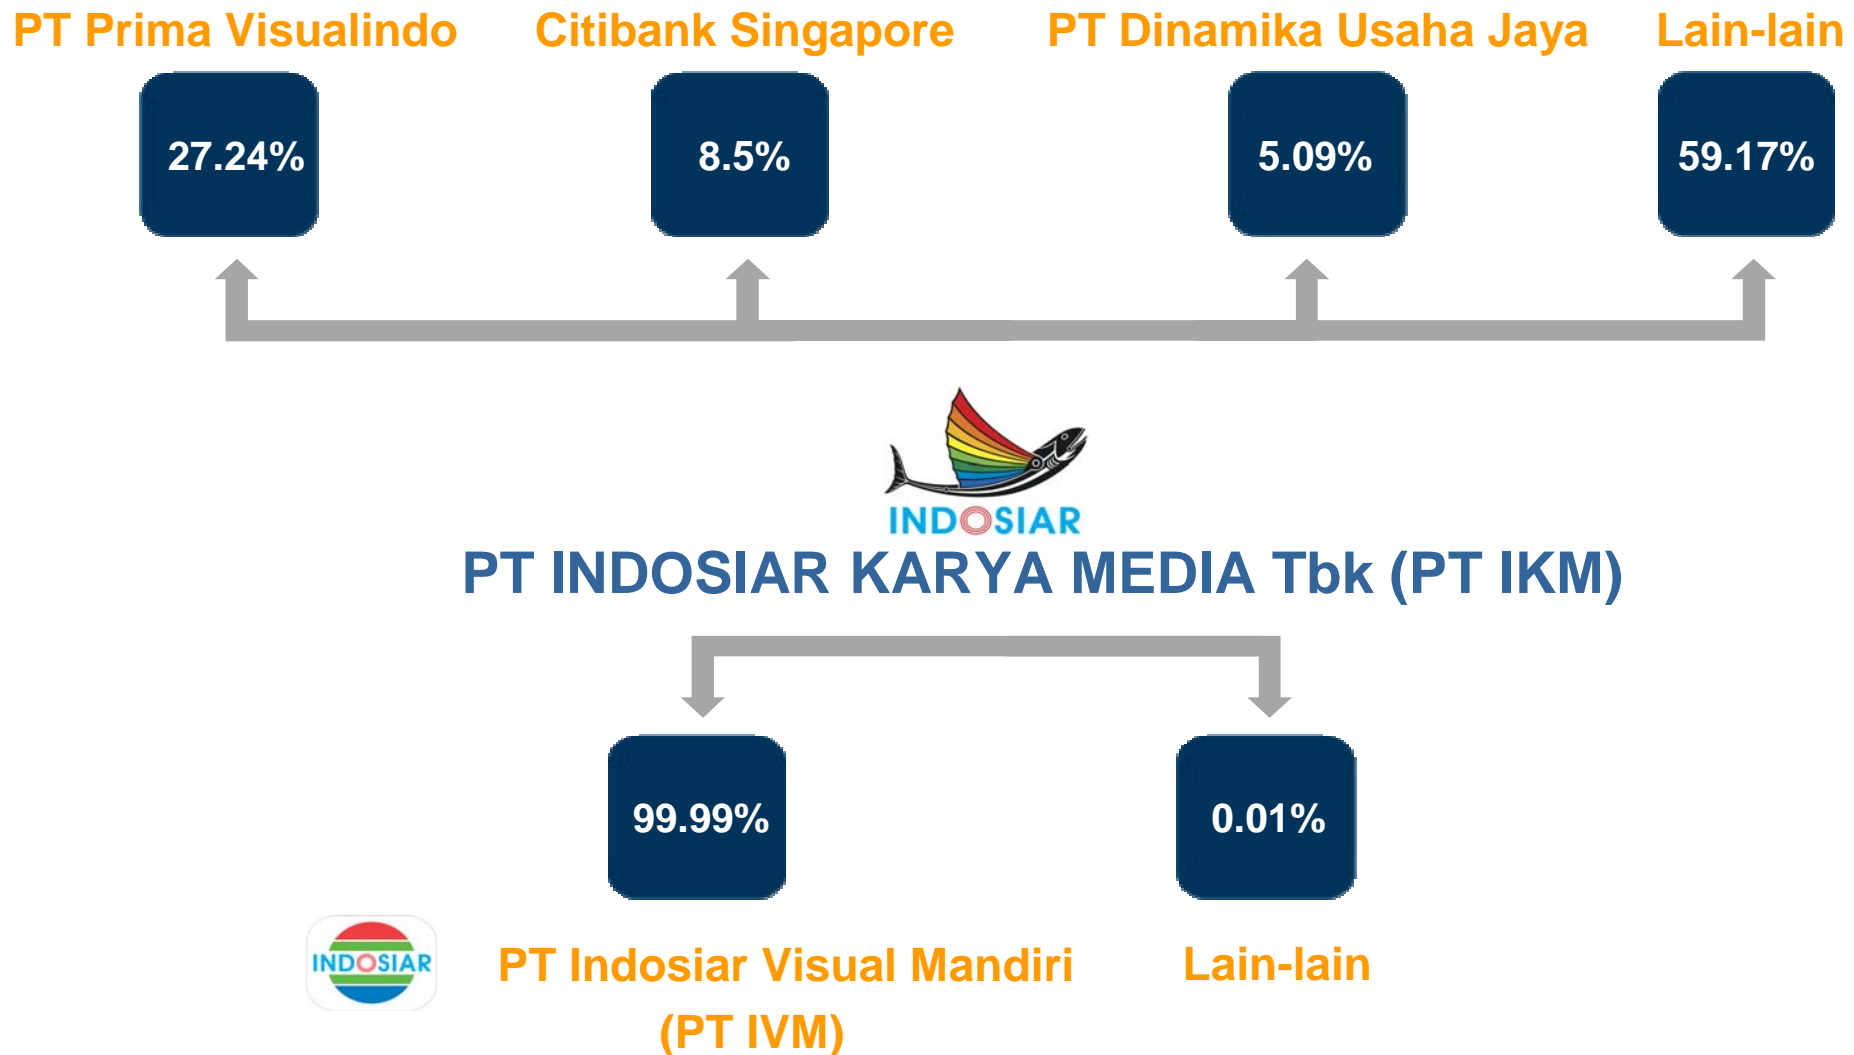 PT Prima Visualindo Citibank Singapore PT Dinamika Usaha Jaya Lain-lain
27.24% 8.5% 5.09% 59.17%
INDOSIAR
PT INDOSIAR KARYA MEDIA Tbk (PT IKM)
99.99% 0.01%
INDOSIAR
PT Indosiar Visual Mandiri Lain-lain
(PT IVM)